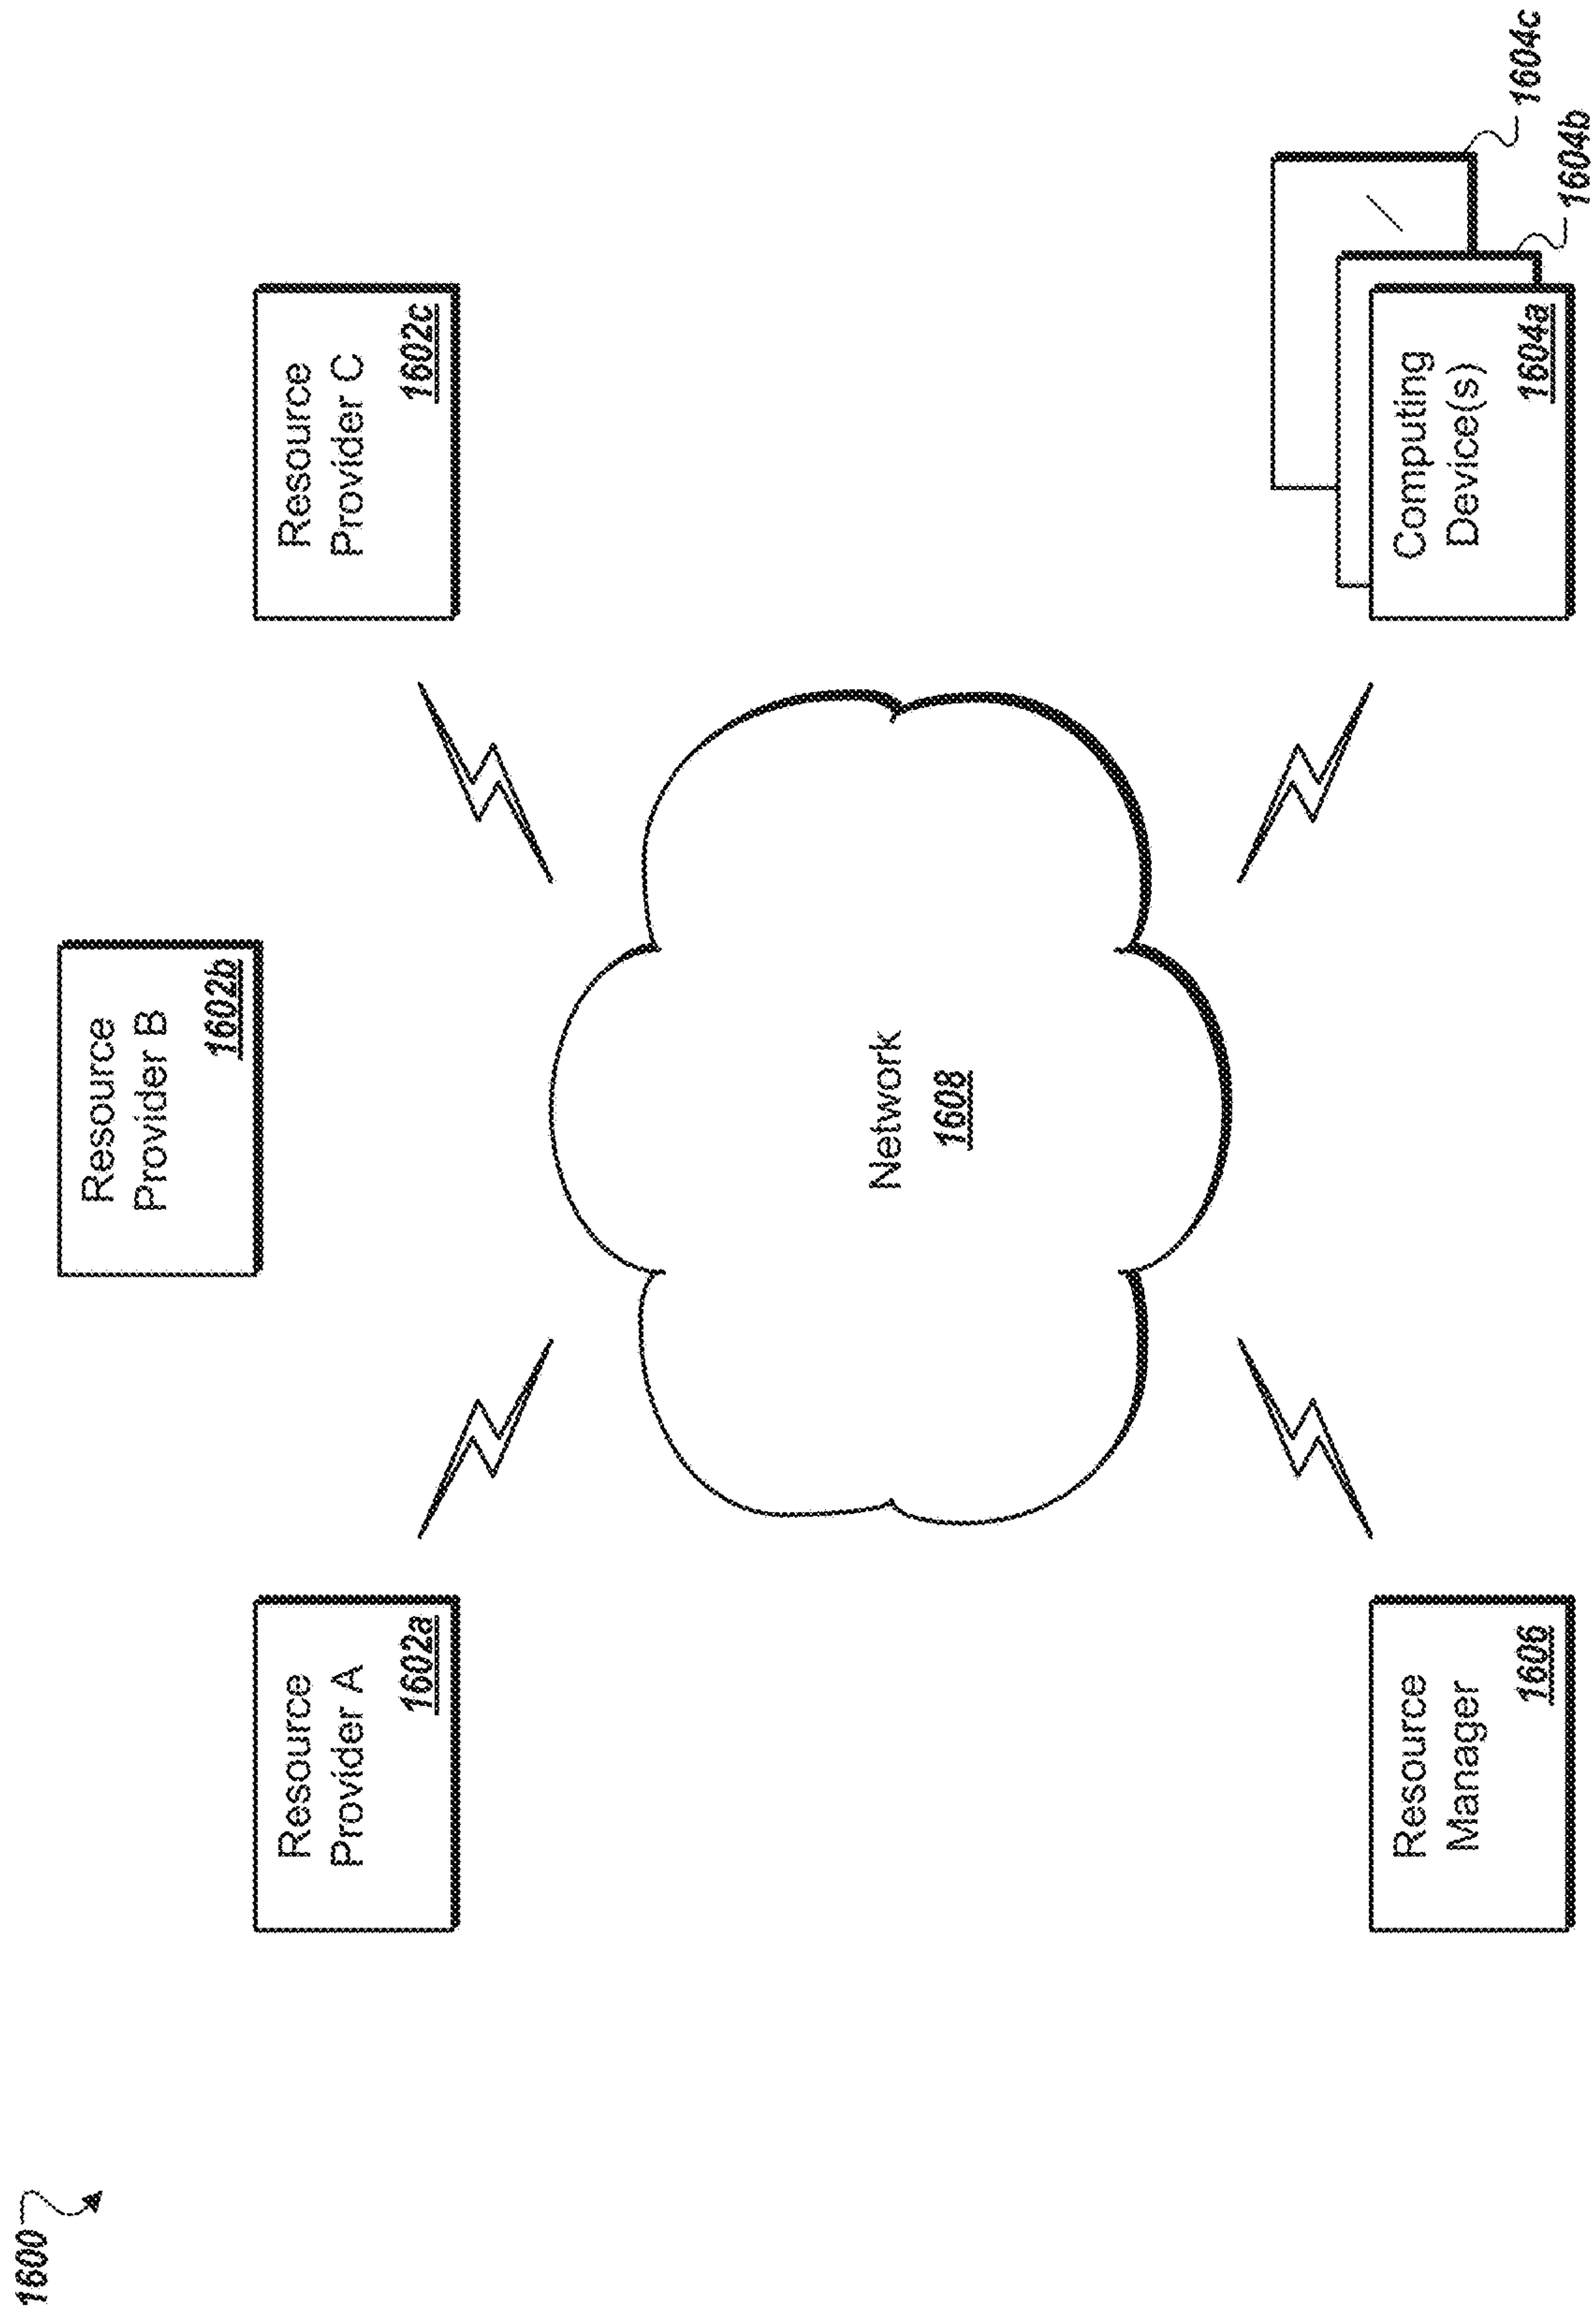 1600
Resource
Provider B
1602b
Resource
Provider A
1602a
Resource
Provider C
1602c
Network
1608
Resource
Manager
1606
Computing
Device(s)
1604a
1604b
1604c